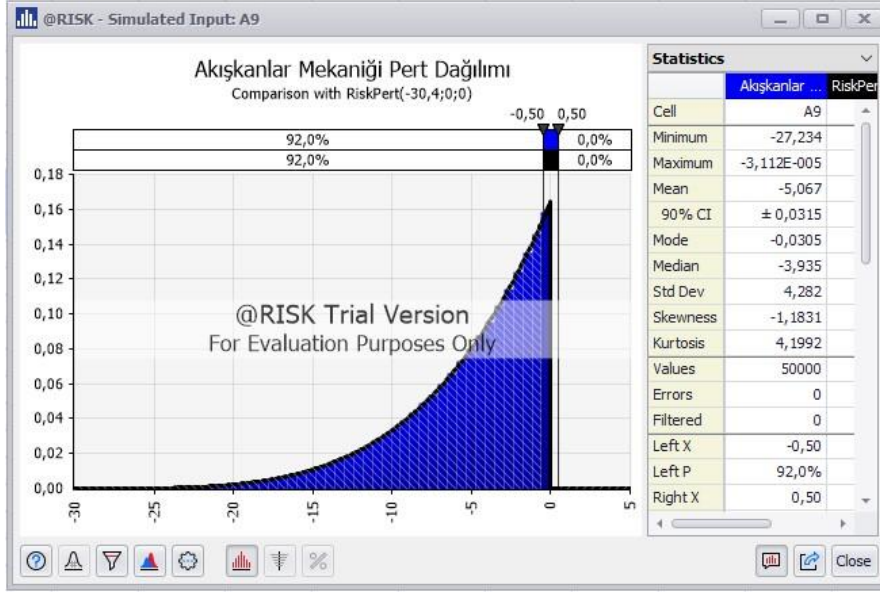 @RISK - Simulated Input: A9
Akışkanlar Mekaniği Pert Dağılımı
Comparison with RiskPert(-30,4;0;0)
-0,50 0,50
92,0% 0,0%
92,0% 0,0%
0,18
0,16
0,14
0,12
0,10
0,08
0,06
0,04
0,02
0,00
-30 -25 -20 -15 -10 -5 0 5
@RISK Trial Version
For Evaluation Purposes Only
Statistics
Akışkanlar ... RiskPer
Cell A9
Minimum -27,234
Maximum -3,112E-005
Mean -5,067
90% CI ± 0,0315
Mode -0,0305
Median -3,935
Std Dev 4,282
Skewness -1,1831
Kurtosis 4,1992
Values 50000
Errors 0
Filtered 0
Left X -0,50
Left P 92,0%
Right X 0,50
Close